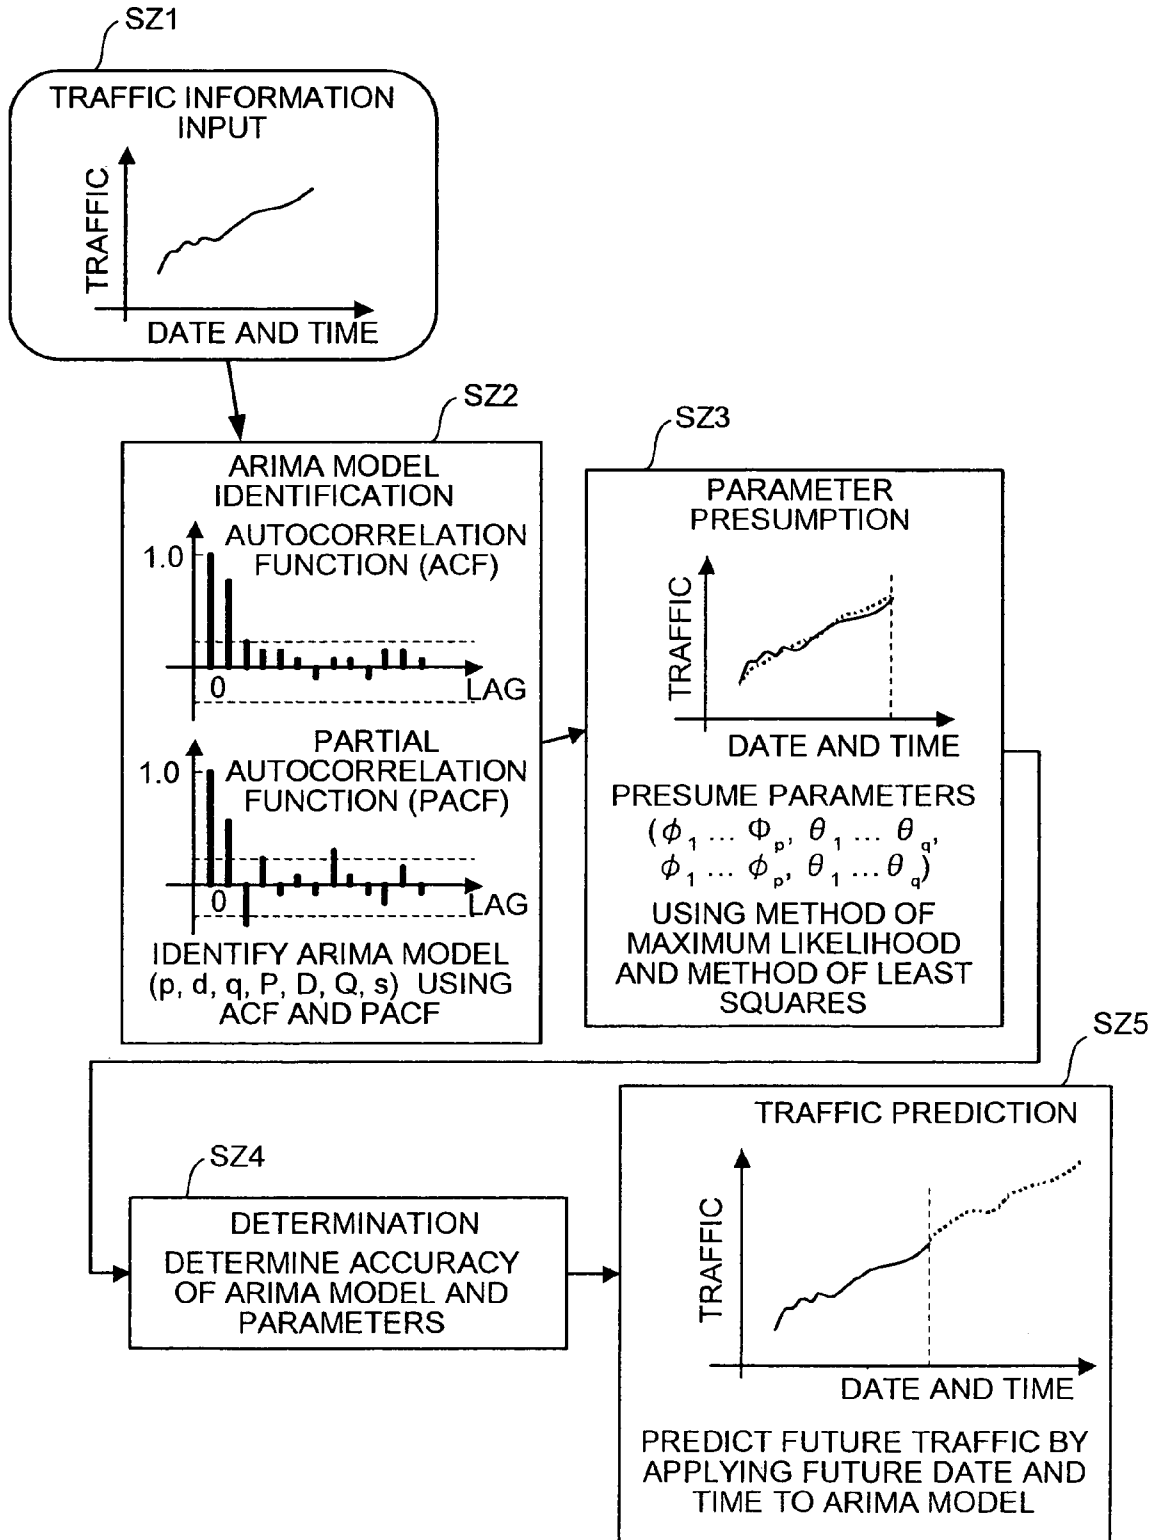 SZ1
TRAFFIC INFORMATION
INPUT
TRAFFIC
DATE AND TIME
SZ2
ARIMA MODEL
IDENTIFICATION
AUTOCORRELATION
FUNCTION (ACF)
1.0
0
LAG
PARTIAL
AUTOCORRELATION
FUNCTION (PACF)
1.0
0
LAG
IDENTIFY ARIMA MODEL
(p, d, q, P, D, Q, s) USING
ACF AND PACF
SZ3
PARAMETER
PRESUMPTION
TRAFFIC
DATE AND TIME
PRESUME PARAMETERS
(ϕ1 ... Φp, θ1 ... θq,
ϕ1 ... ϕp, θ1 ... θq)
USING METHOD OF
MAXIMUM LIKELIHOOD
AND METHOD OF LEAST
SQUARES
SZ4
DETERMINATION
DETERMINE ACCURACY
OF ARIMA MODEL AND
PARAMETERS
SZ5
TRAFFIC PREDICTION
TRAFFIC
DATE AND TIME
PREDICT FUTURE TRAFFIC BY
APPLYING FUTURE DATE AND
TIME TO ARIMA MODEL